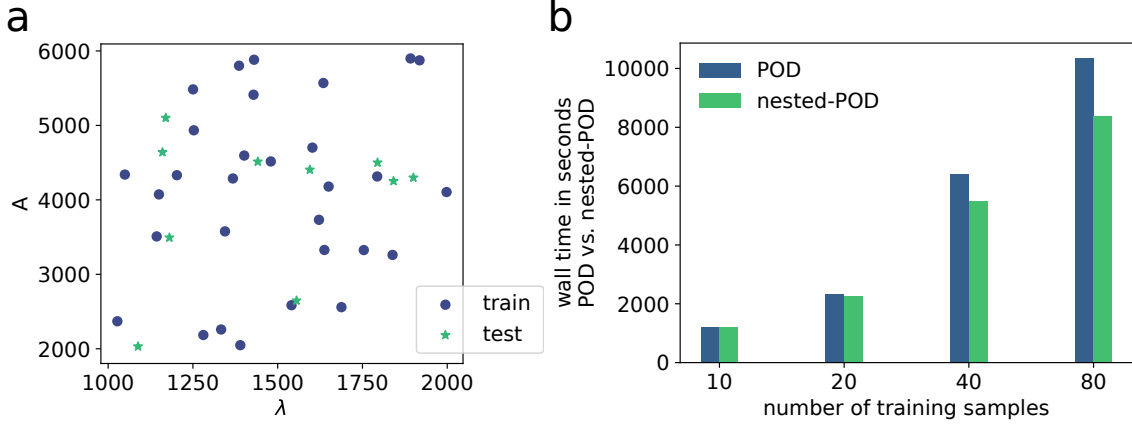 a
6000
5000
4000
3000
2000
A
1000
1250
1500
1750
2000
λ
train
test
b
10000
8000
6000
4000
2000
0
wall time in seconds
POD vs. nested-POD
POD
nested-POD
10
20
40
80
number of training samples